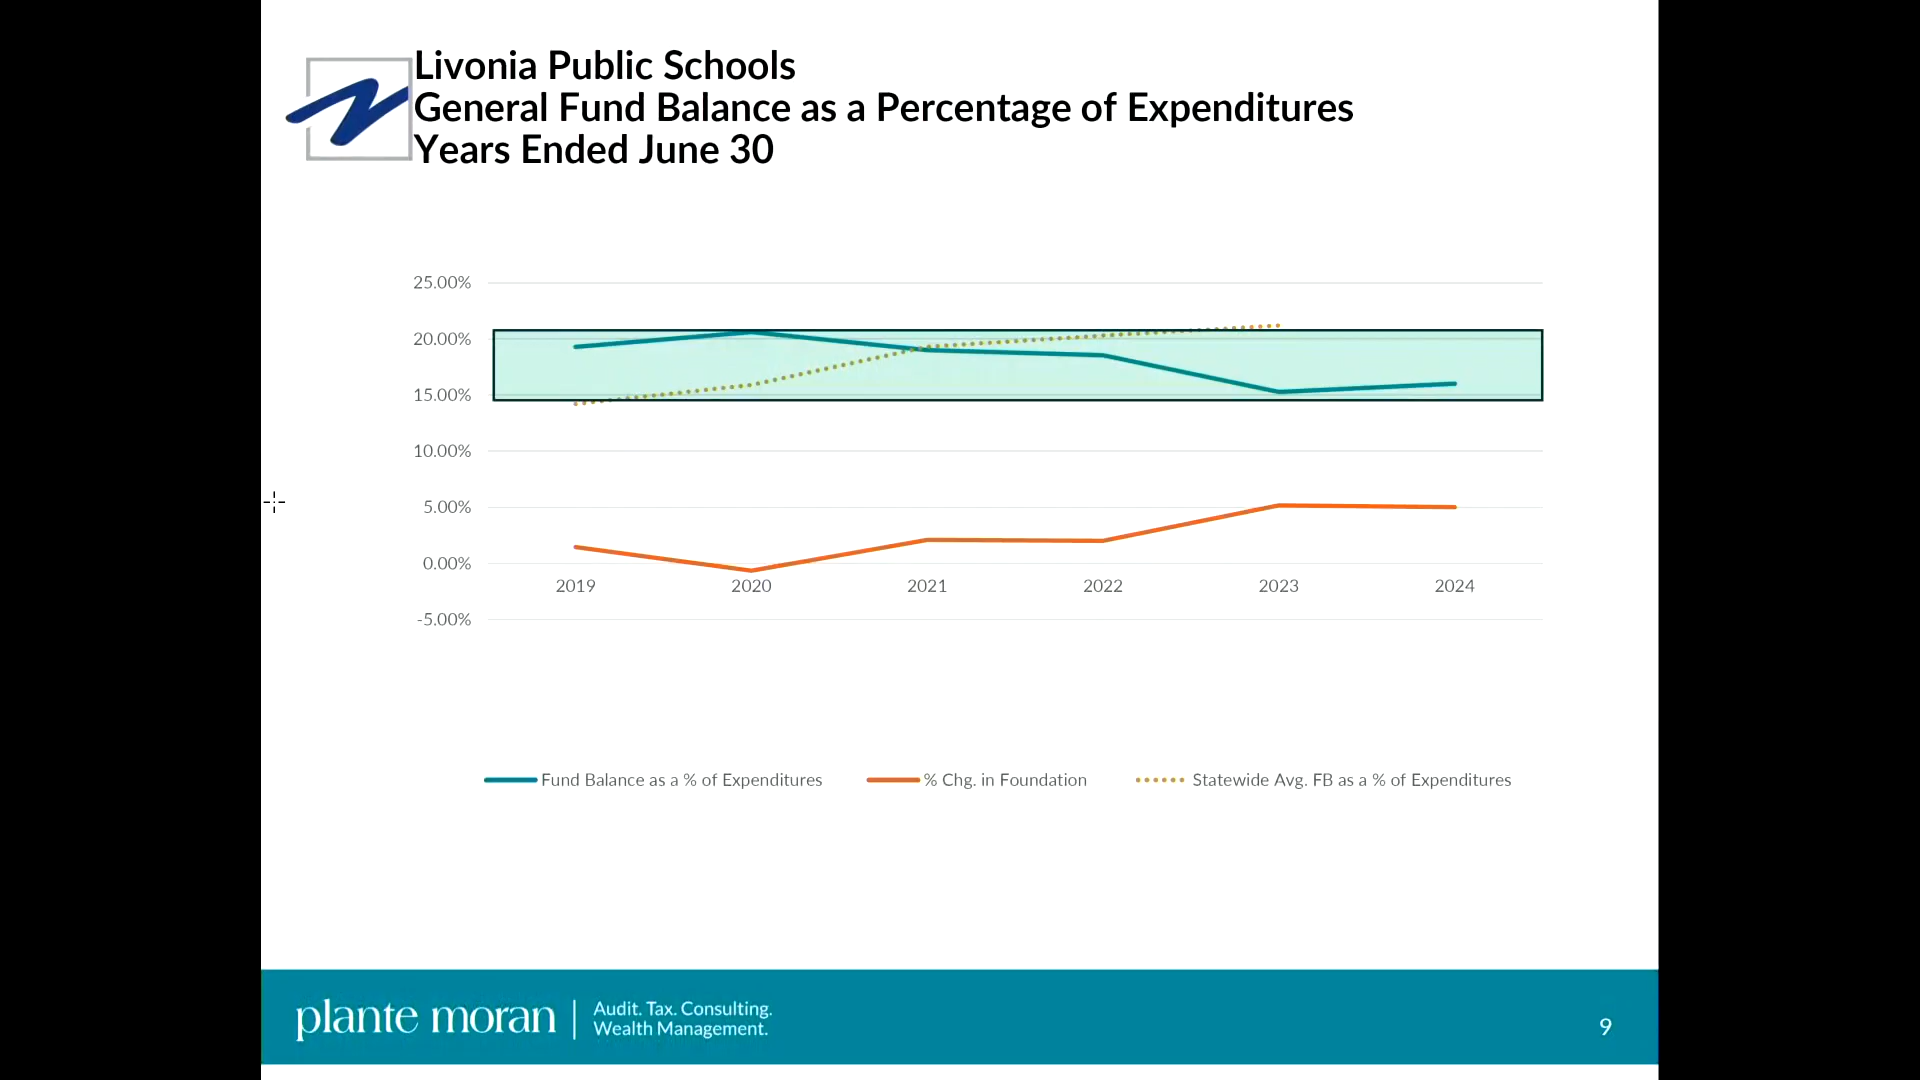 Livonia Public Schools
General Fund Balance as a Percentage of Expenditures
Years Ended June 30
25.00%
20.00%
15.00%
10.00%
5.00%
0.00%
2019 2020 2021 2022 2023 2024
-5.00%
Fund Balance as a % of Expenditures % Chg. in Foundation Statewide Avg. FB as a % of Expenditures
plante moran Audit. Tax. Consulting.
Wealth Management.
9